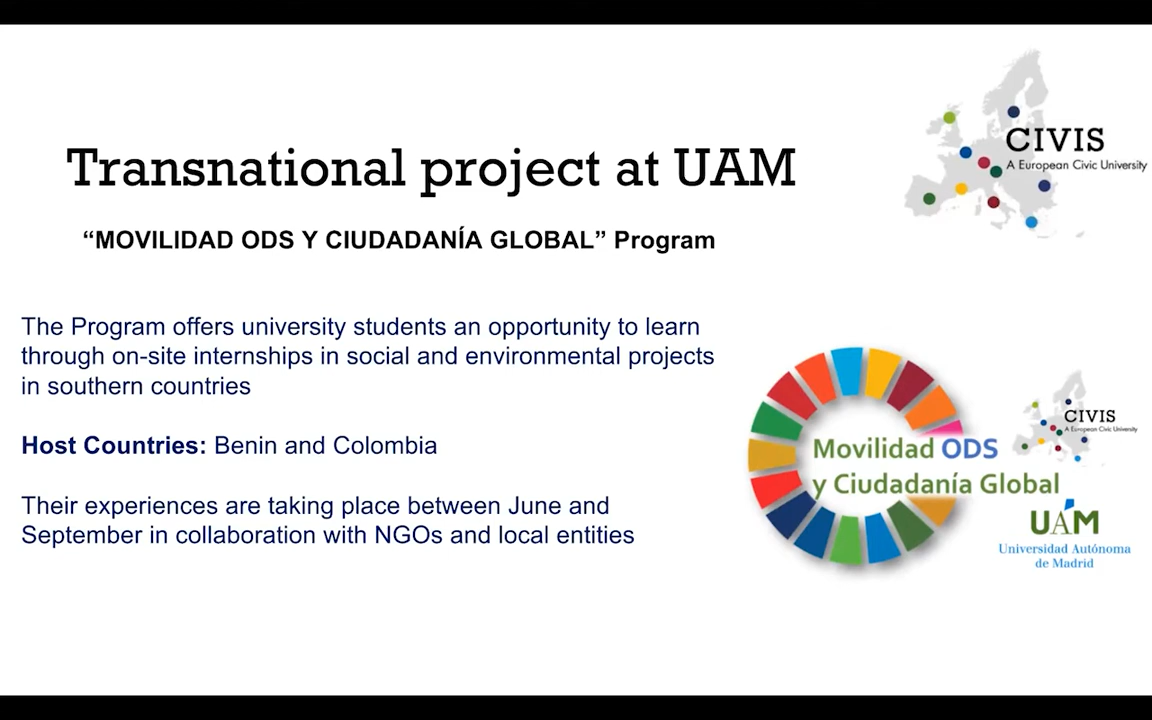 CIVIS
A European Civic University
Transnational project at UAM
“MOVILIDAD ODS Y CIUDADANÍA GLOBAL” Program
The Program offers university students an opportunity to learn
through on-site internships in social and environmental projects
in southern countries
Host Countries: Benin and Colombia
Their experiences are taking place between June and
September in collaboration with NGOs and local entities
CIVIS
A European Civic University
Movilidad ODS
y Ciudadanía Global
UAM
Universidad Autónoma
de Madrid